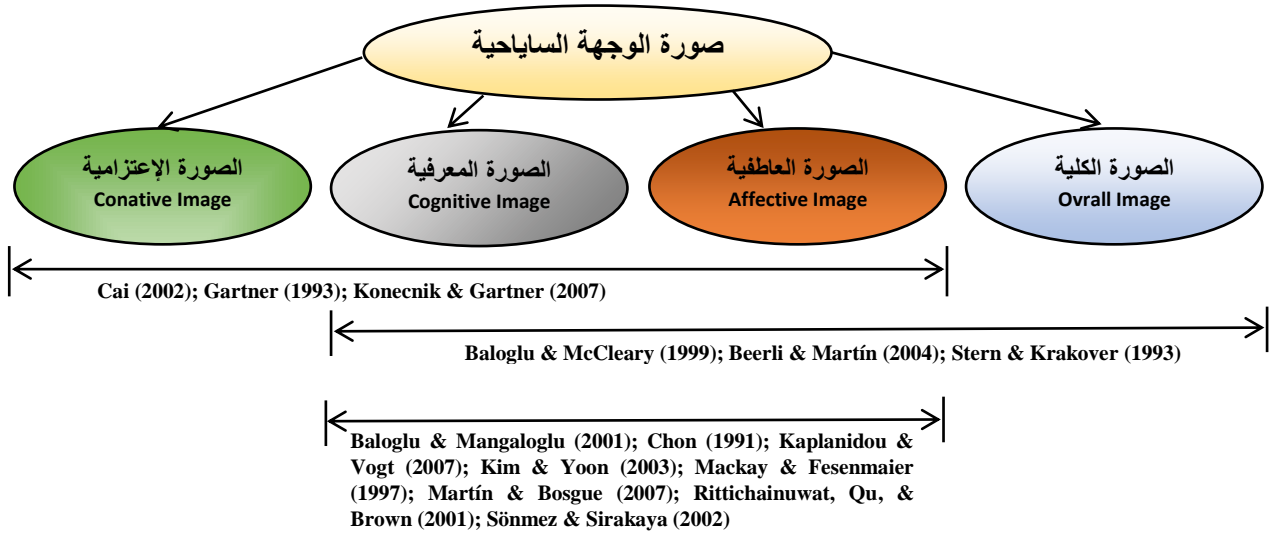 صورة الوجهة الساياحية
الصورة الإعتزامية
Conative Image
الصورة المعرفية
Cognitive Image
الصورة العاطفية
Affective Image
الصورة الكلية
Ovrall Image
Cai (2002); Gartner (1993); Konecnik & Gartner (2007)
Baloglu & McCleary (1999); Beerli & Martín (2004); Stern & Krakover (1993)
Baloglu & Mangaloglu (2001); Chon (1991); Kaplanidou &
Vogt (2007); Kim & Yoon (2003); Mackay & Fesenmaier
(1997); Martín & Bosgue (2007); Rittichainuwat, Qu, &
Brown (2001); Sönmez & Sirakaya (2002)